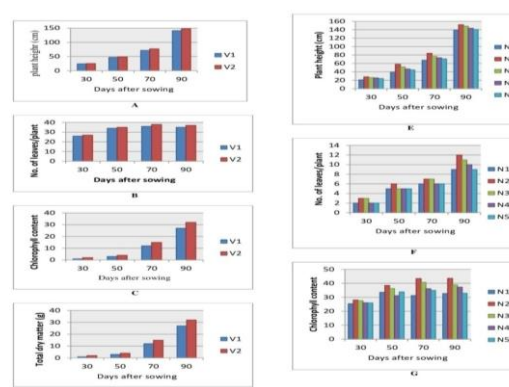 plant height (cm)
150
100
50
0
30 50 70 90
V1
V2
Days after sowing
A
No. of leaves/plant
40
30
20
10
0
30 50 70 90
V1
V2
Days after sowing
B
Chlorophyll content
40
30
20
10
0
30 50 70 90
V1
V2
Days after sowing
C
Total dry matter (g)
40
30
20
10
0
30 50 70 90
V1
V2
Days after sowing
Plant height (cm)
160
140
120
100
80
60
40
20
0
30 50 70 90
N
N
N
N
N
Days after sowing
E
No. of leaves/plant
14
12
10
8
6
4
2
0
30 50 70 90
N1
N2
N3
N4
N5
Days after sowing
F
Chlorophyll content
50
40
30
20
10
0
30 50 70 90
N1
N2
N3
N4
N5
Days after sowing
G